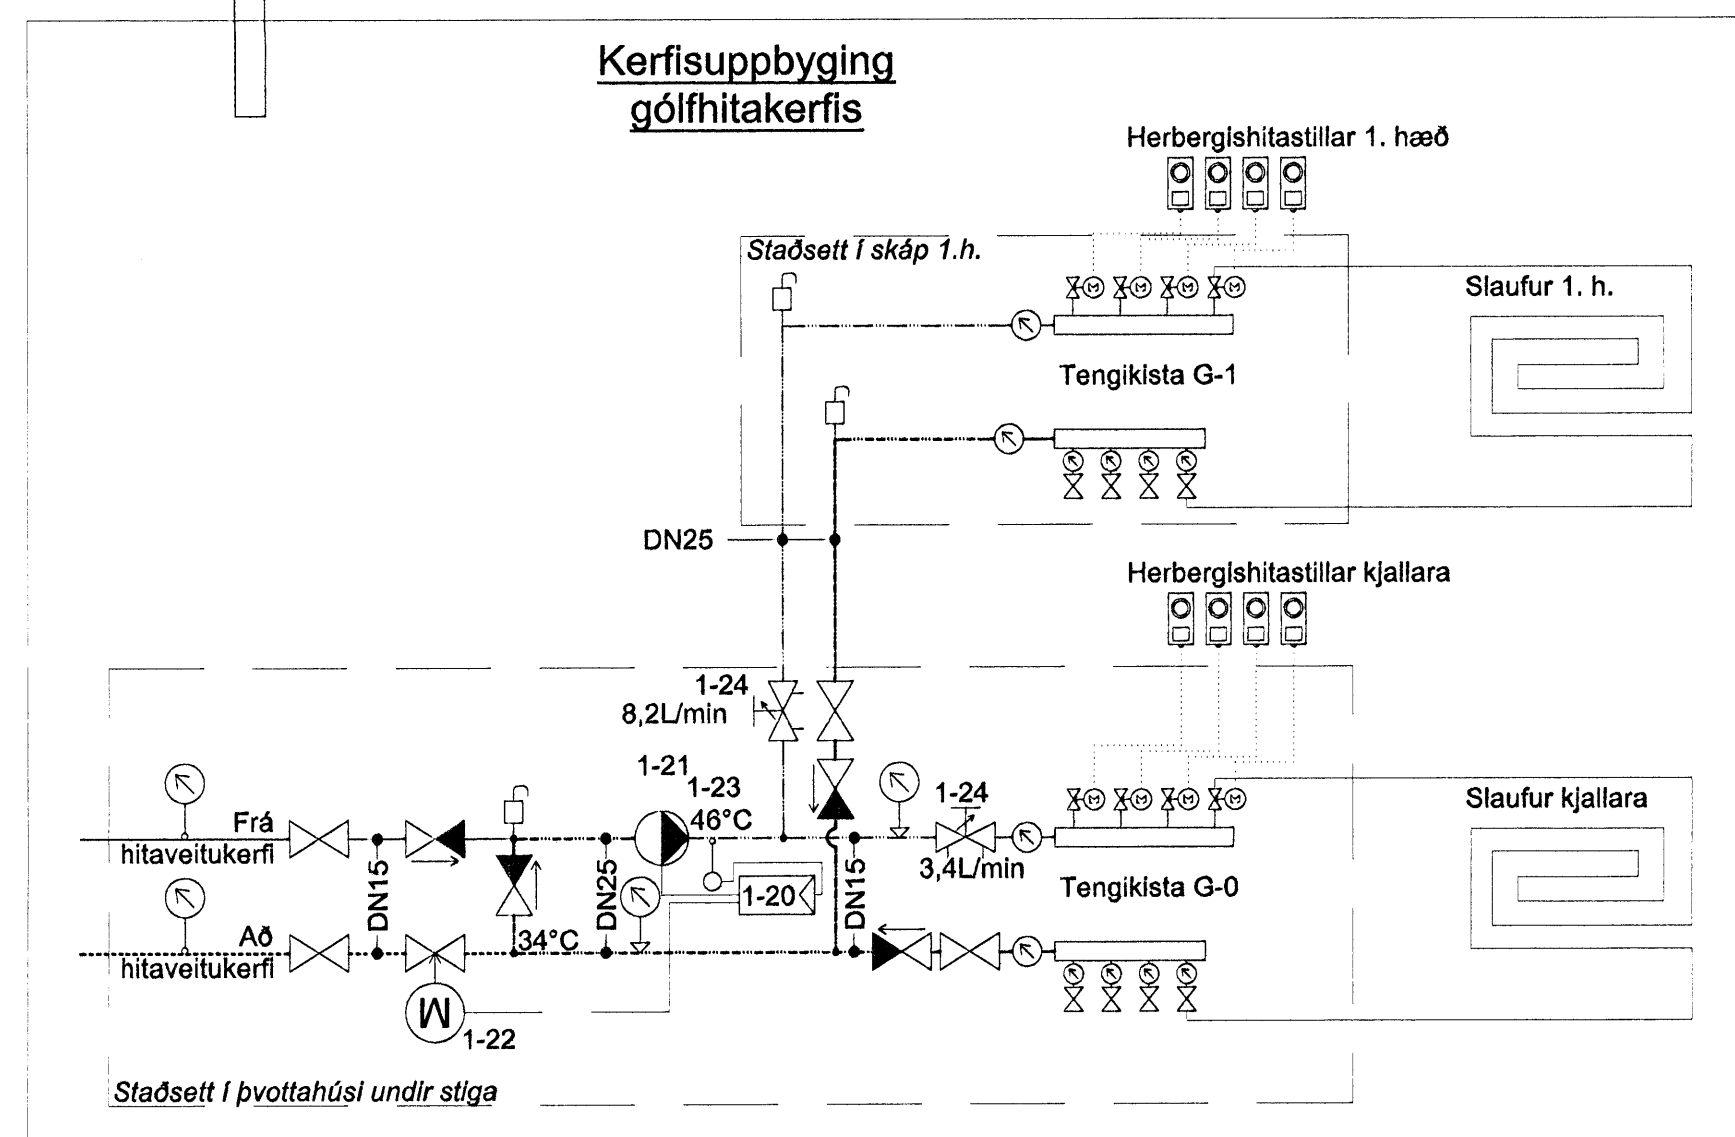 Kerfisuppbyging
gólfhitakerfis
Herbergishitastillar 1. hæð
Staðsett í skáp 1.h.
M M M M
Slaufur 1. h.
Tengikista G-1
DN25
Herbergishitastillar kjallara
1-24
8,2L/min
1-21
1-23
46°C
1-24
3,4L/min
M M M M
Slaufur kjallara
Frá
hitaveitukerfi
DN15
DN25
1-20
DN15
Tengikista G-0
Að
hitaveitukerfi
34°C
M
1-22
Staðsett í þvottahúsi undir stiga